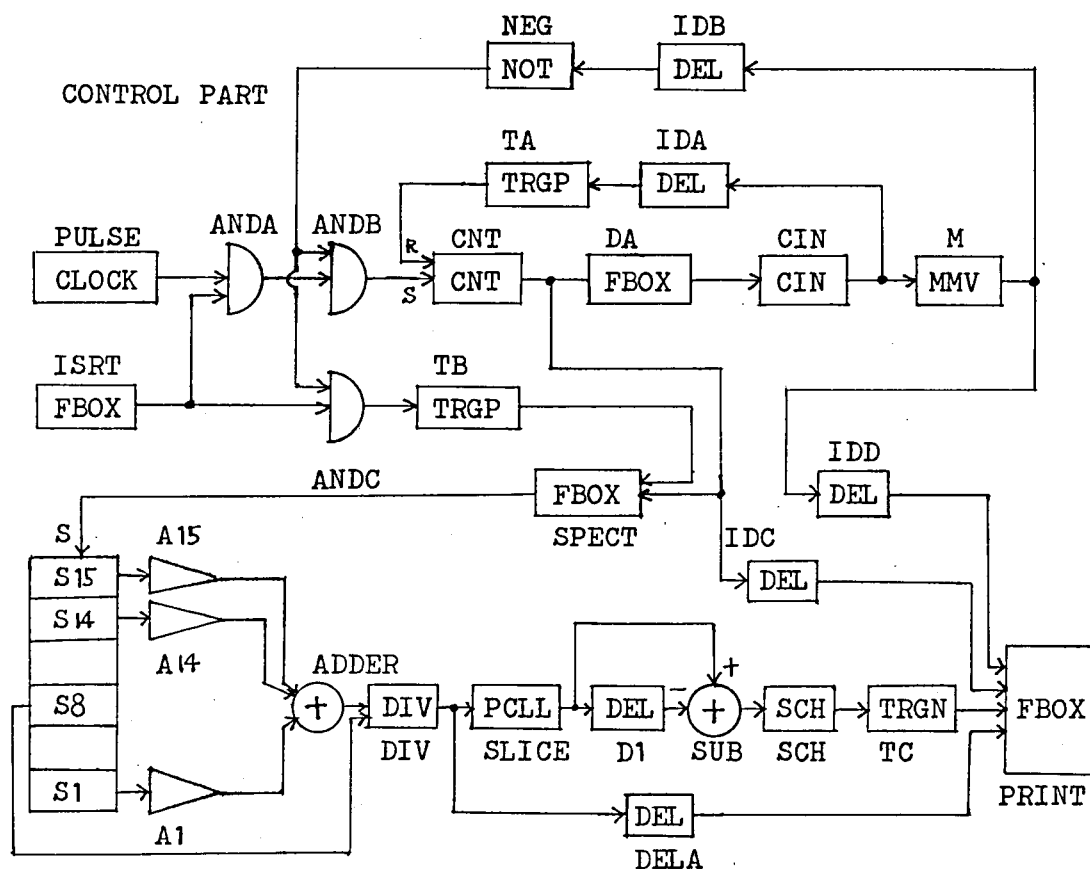 NEG IDB
NOT DEL
CONTROL PART
TA IDA
TRGP DEL
ANDA ANDB
PULSE CNT DA CIN M
R
CLOCK CNT FBOX CIN MMV
S
ISRT TB
FBOX TRGP
IDD
ANDC FBOX DEL
S A15 SPECT IDC
S15 DEL
S14
A14 ADDER +
S8 + DIV PCLL DEL - + SCH TRGN FBOX
DIV SLICE D1 SUB SCH TC
S1 PRINT
A1 DEL
DELA